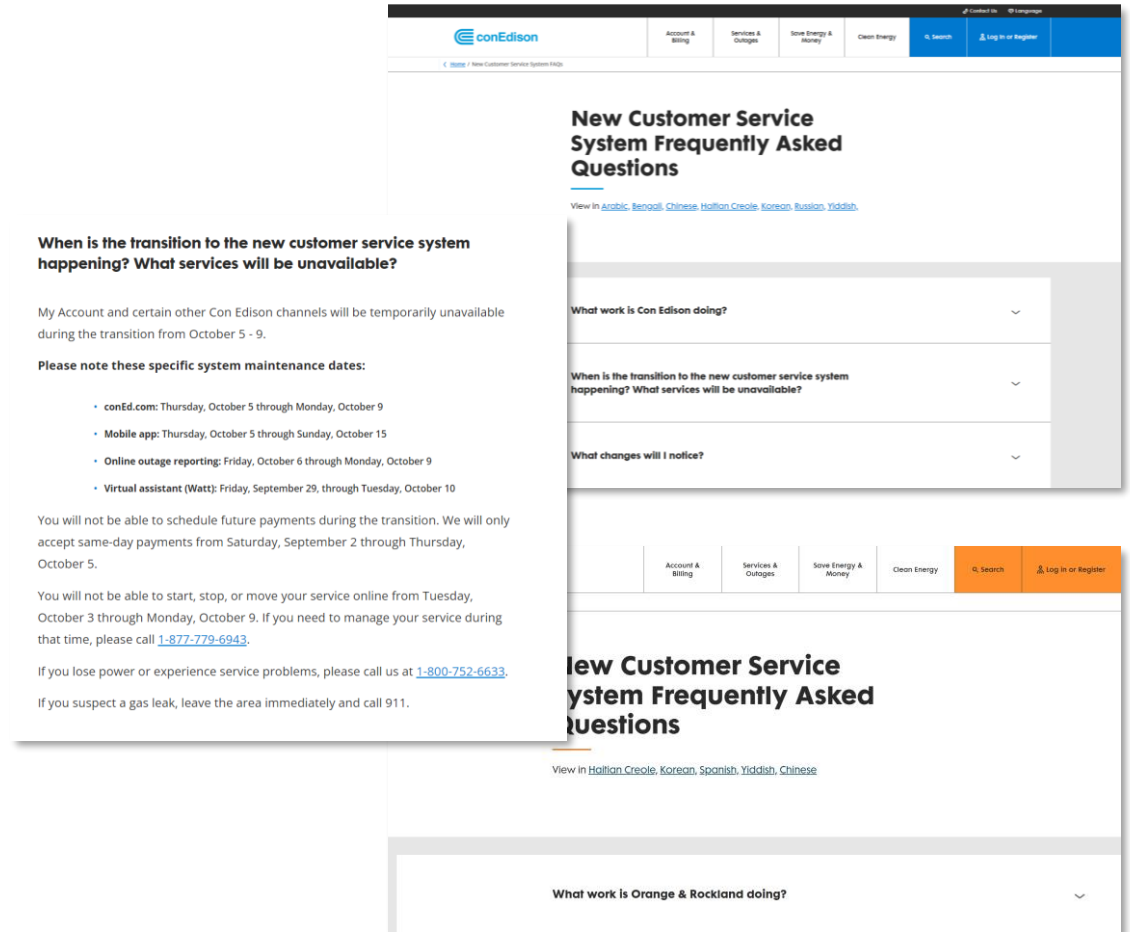 Contact Us Language
conEdison
Account & Billing
Services & Outages
Save Energy & Money
Clean Energy
Search
Log In or Register
Home / New Customer Service System FAQs
New Customer Service
System Frequently Asked
Questions
View in Arabic, Bengali, Chinese, Haitian Creole, Korean, Russian, Yiddish,
What work is Con Edison doing?
When is the transition to the new customer service system
happening? What services will be unavailable?
What changes will I notice?
When is the transition to the new customer service system
happening? What services will be unavailable?
My Account and certain other Con Edison channels will be temporarily unavailable
during the transition from October 5 - 9.
Please note these specific system maintenance dates:
• conEd.com: Thursday, October 5 through Monday, October 9
• Mobile app: Thursday, October 5 through Sunday, October 15
• Online outage reporting: Friday, October 6 through Monday, October 9
• Virtual assistant (Watt): Friday, September 29, through Tuesday, October 10
You will not be able to schedule future payments during the transition. We will only
accept same-day payments from Saturday, September 2 through Thursday,
October 5.
You will not be able to start, stop, or move your service online from Tuesday,
October 3 through Monday, October 9. If you need to manage your service during
that time, please call 1-877-779-6943.
If you lose power or experience service problems, please call us at 1-800-752-6633.
If you suspect a gas leak, leave the area immediately and call 911.
Account & Billing
Services & Outages
Save Energy & Money
Clean Energy
Search
Log In or Register
ew Customer Service
ystem Frequently Asked
uestions
View in Haitian Creole, Korean, Spanish, Yiddish, Chinese
What work is Orange & Rockland doing?